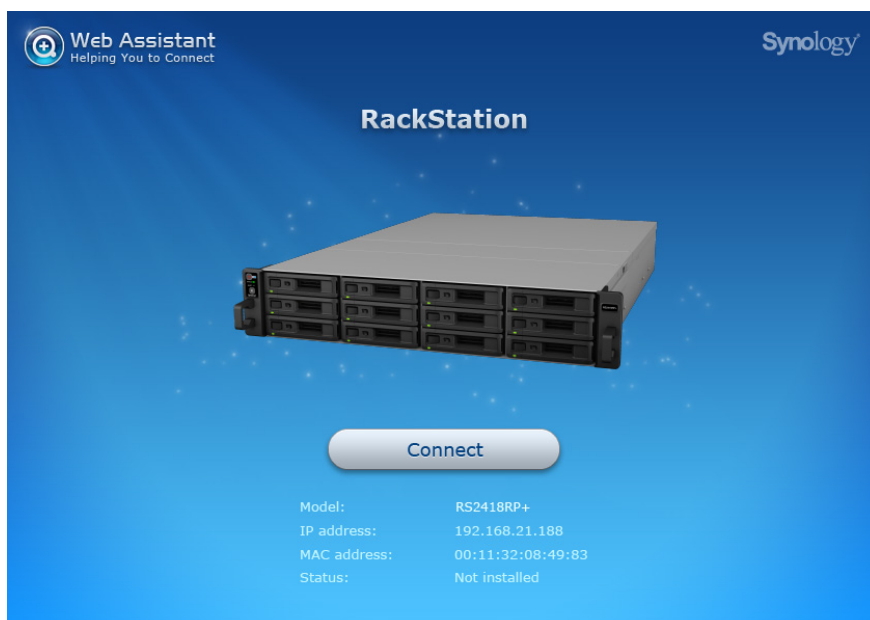 Web Assistant
Helping You to Connect
Synology
RackStation
Connect
Model: RS2418RP+
IP address: 192.168.21.188
MAC address: 00:11:32:08:49:83
Status: Not installed